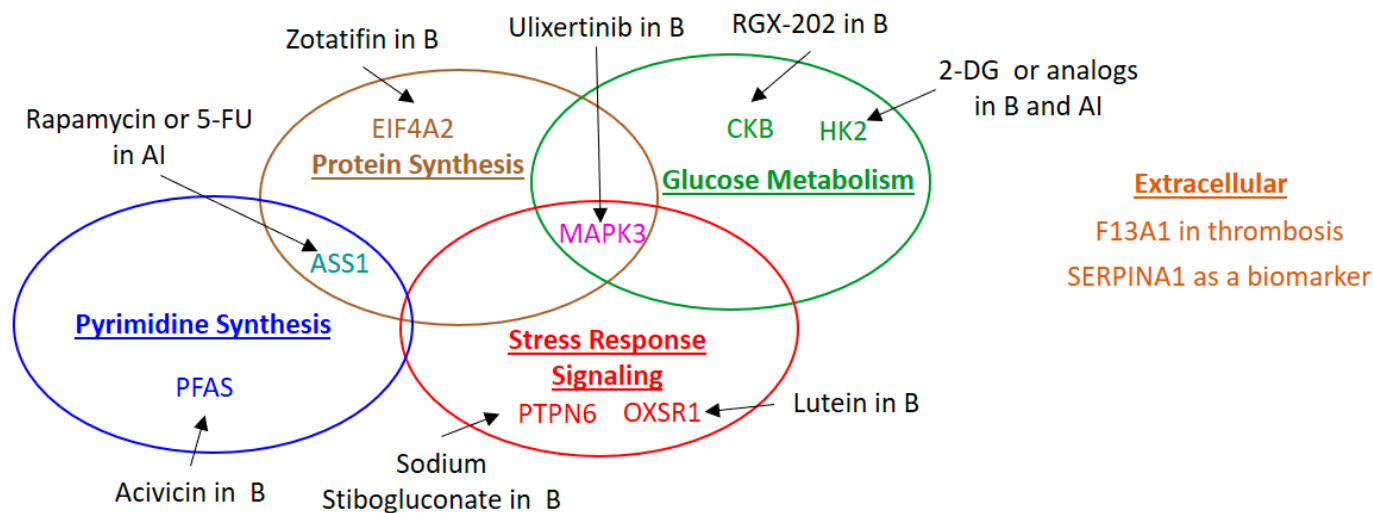 Zotatifin in B
Ulixertinib in B
RGX-202 in B
2-DG or analogs
in B and AI
Rapamycin or 5-FU
in AI
EIF4A2
Protein Synthesis
CKB
HK2
Glucose Metabolism
Extracellular
F13A1 in thrombosis
SERPINA1 as a biomarker
MAPK3
ASS1
Pyrimidine Synthesis
Stress Response
Signaling
PFAS
PTPN6
OXSR1
Lutein in B
Acivicin in B
Sodium
Stibogluconate in B